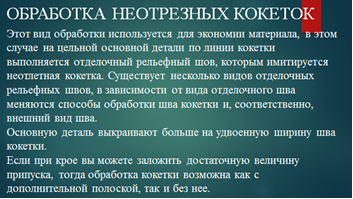 ОБРАБОТКА НЕОТРЕЗНЫХ КОКЕТОК
Этот вид обработки используется для экономии материала, в этом
случае на цельной основной детали по линии кокетки
выполняется отделочный рельефный шов, которым имитируется
неотлетная кокетка. Существует несколько видов отделочных
рельефных швов, в зависимости от вида отделочного шва
меняются способы обработки шва кокетки и, соответственно,
внешний вид шва.
Основную деталь выкраивают больше на удвоенную ширину шва
кокетки.
Если при крое вы можете заложить достаточную величину
припуска, тогда обработка кокетки возможна как с
дополнительной полоской, так и без нее.